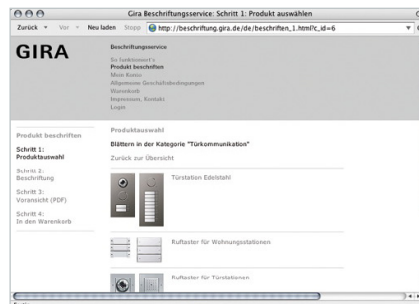 Gira Beschriftungsservice: Schritt 1: Produkt auswählen
Zurück Vor Neu laden Stopp http://beschriftung.gira.de/de/beschriften_1.html?c_id=6
GIRA
Beschriftungsservice
So funktioniert's
Produkt beschriften
Mein Konto
Allgemeine Geschäftsbedingungen
Warenkorb
Impressum, Kontakt
Login
Produkt beschriften
Schritt 1:
Produktauswahl
Schritt 2:
Beschriftung
Schritt 3:
Voransicht (PDF)
Schritt 4:
In den Warenkorb
Produktauswahl
Blättern in der Kategorie "Türkommunikation"
Zurück zur Übersicht
Türstation Edelstahl
Ruftaster für Wohnungsstationen
Ruftaster für Türstationen